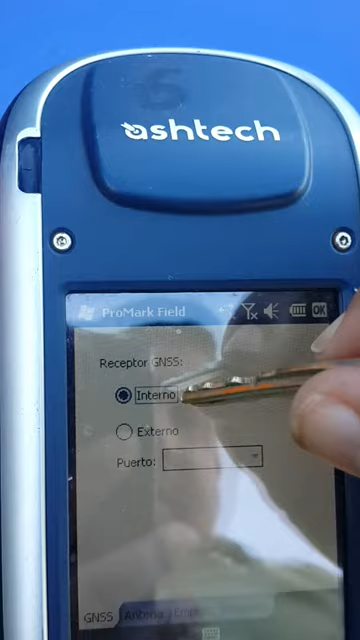 ashtech
ProMark Field OK
Receptor GNSS:
Interno
Externo
Puerto:
GNSS Antena